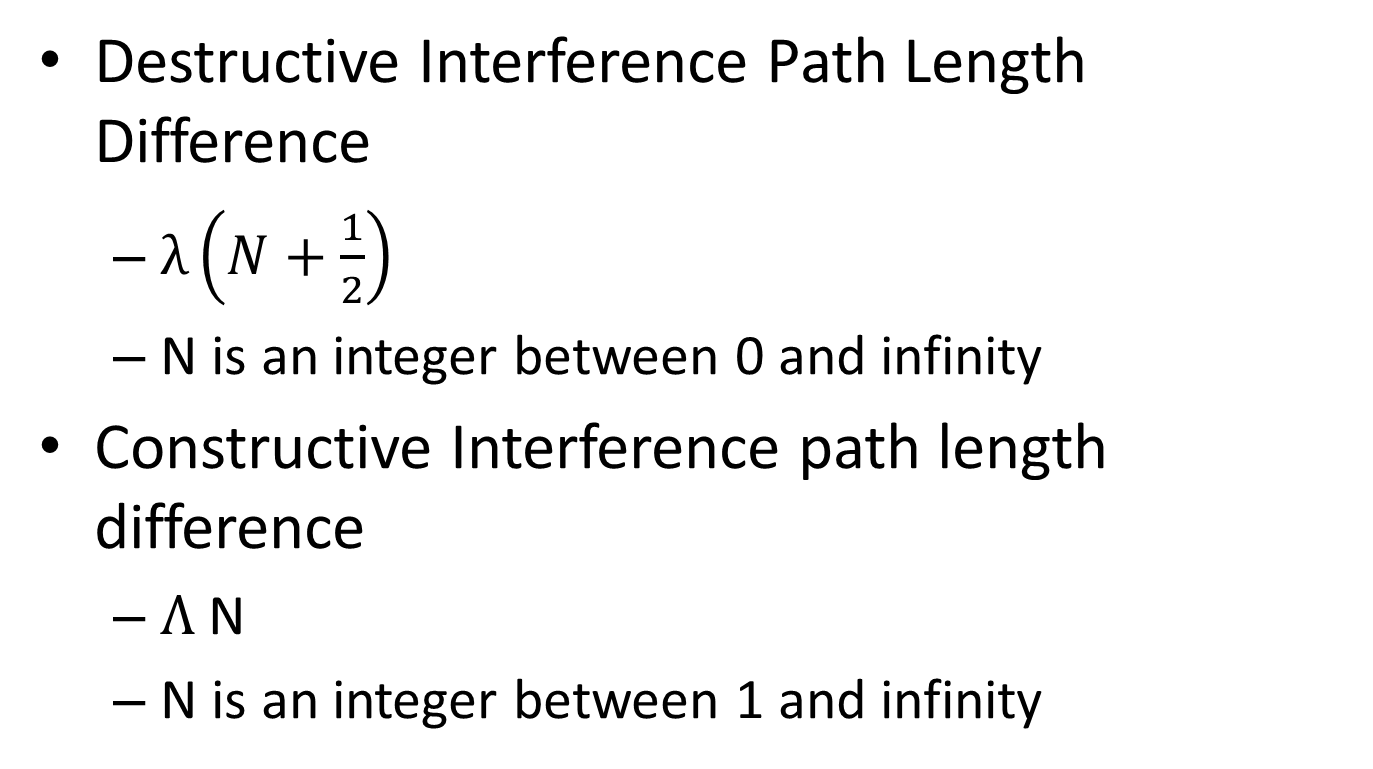 • Destructive Interference Path Length
Difference
– λ(N + 1/2)
– N is an integer between 0 and infinity
• Constructive Interference path length
difference
– Λ N
– N is an integer between 1 and infinity